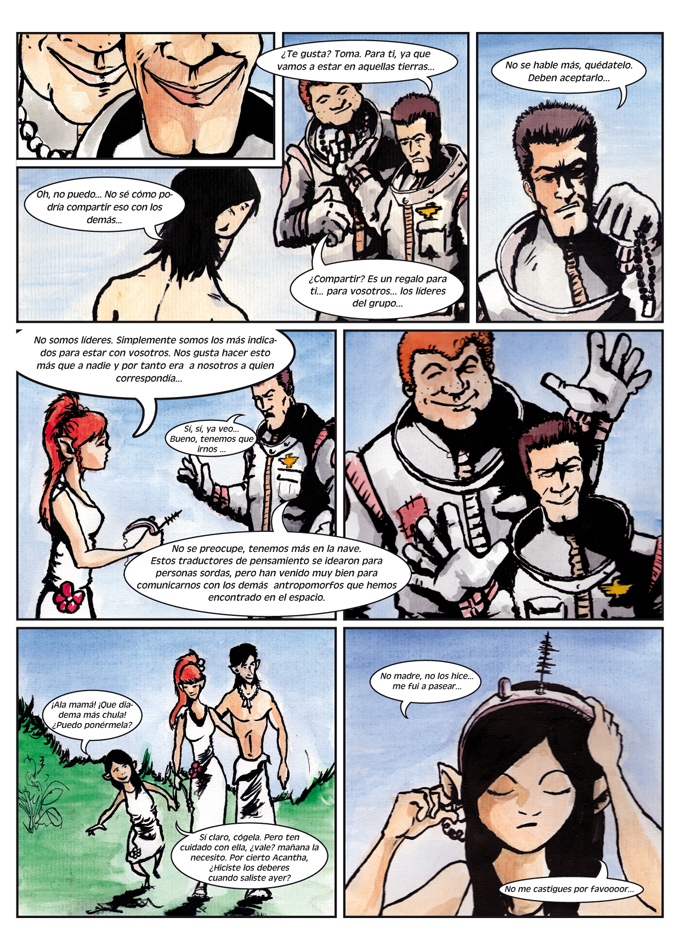 ¿Te gusta? Toma. Para ti, ya que
vamos a estar en aquellas tierras...
Oh, no puedo... No sé cómo po-
dría compartir eso con los
demás...
¿Compartir? Es un regalo para
ti... para vosotros... los líderes
del grupo...
No se hable más, quédatelo.
Deben aceptarlo...
No somos líderes. Simplemente somos los más indica-
dos para estar con vosotros. Nos gusta hacer esto
más que a nadie y por tanto era a nosotros a quien
correspondía...
Sí, sí, ya veo...
Bueno, tenemos que
irnos ...
No se preocupe, tenemos más en la nave.
Estos traductores de pensamiento se idearon para
personas sordas, pero han venido muy bien para
comunicarnos con los demás antropomorfos que hemos
encontrado en el espacio.
¡Ala mamá! ¡Que dia-
dema más chula!
¿Puedo ponérmela?
Sí claro, cógela. Pero ten
cuidado con ella, ¿vale? mañana la
necesito. Por cierto Acantha,
¿Hiciste los deberes
cuando saliste ayer?
No madre, no los hice...
me fui a pasear...
No me castigues por favoooor...